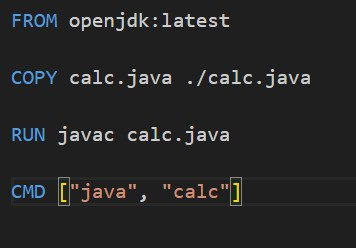 FROM openjdk:latest
COPY calc.java ./calc.java
RUN javac calc.java
CMD ["java", "calc"]